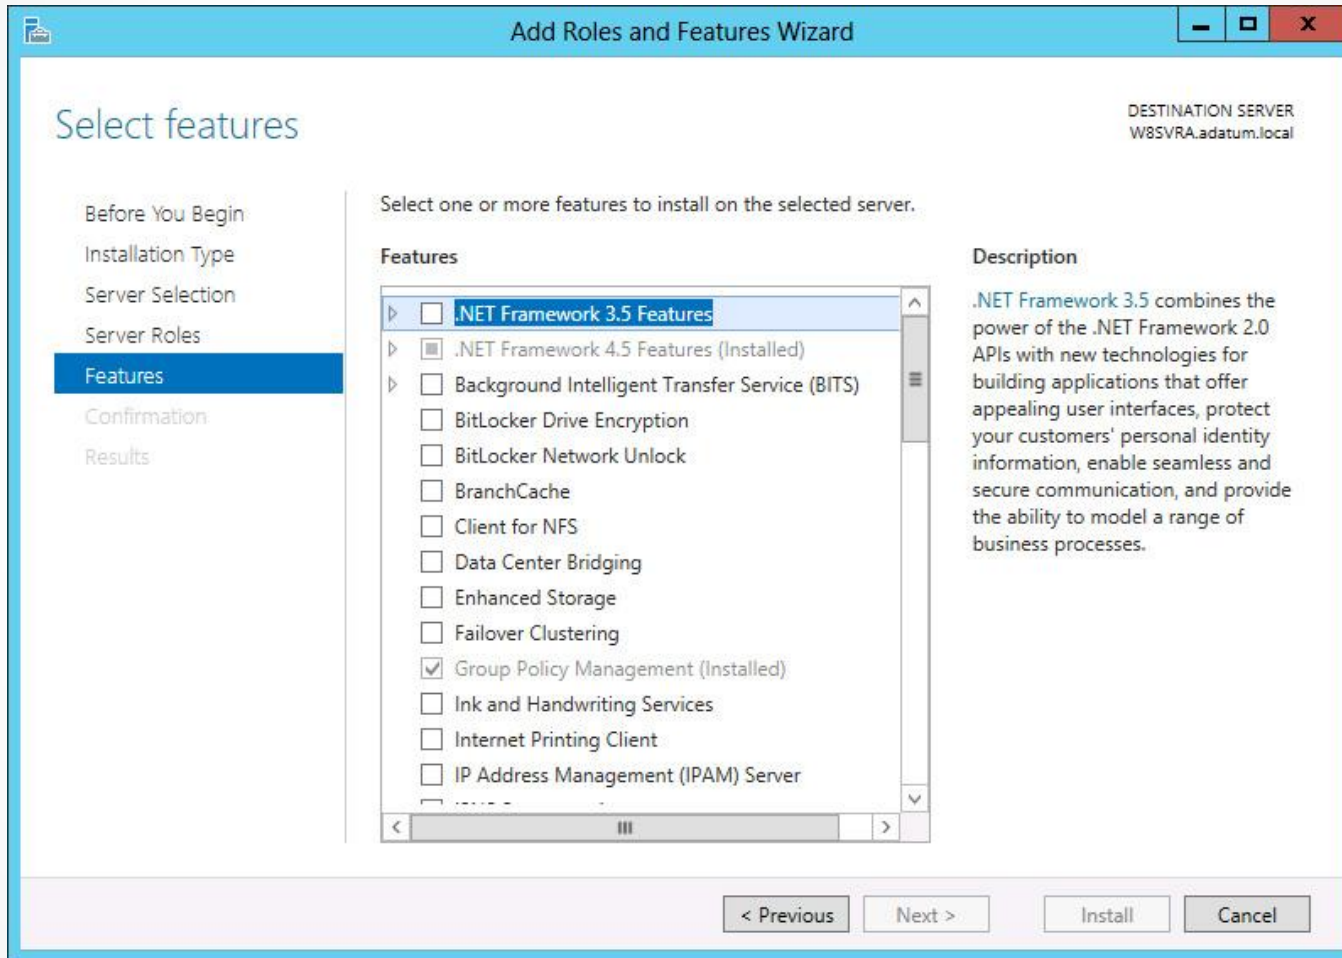 Add Roles and Features Wizard
Select features
DESTINATION SERVER
W8SVRA.adatum.local
Before You Begin
Installation Type
Server Selection
Server Roles
Features
Confirmation
Results
Select one or more features to install on the selected server.
Features
.NET Framework 3.5 Features
.NET Framework 4.5 Features (Installed)
Background Intelligent Transfer Service (BITS)
BitLocker Drive Encryption
BitLocker Network Unlock
BranchCache
Client for NFS
Data Center Bridging
Enhanced Storage
Failover Clustering
Group Policy Management (Installed)
Ink and Handwriting Services
Internet Printing Client
IP Address Management (IPAM) Server
Description
.NET Framework 3.5 combines the
power of the .NET Framework 2.0
APIs with new technologies for
building applications that offer
appealing user interfaces, protect
your customers' personal identity
information, enable seamless and
secure communication, and provide
the ability to model a range of
business processes.
< Previous
Next >
Install
Cancel